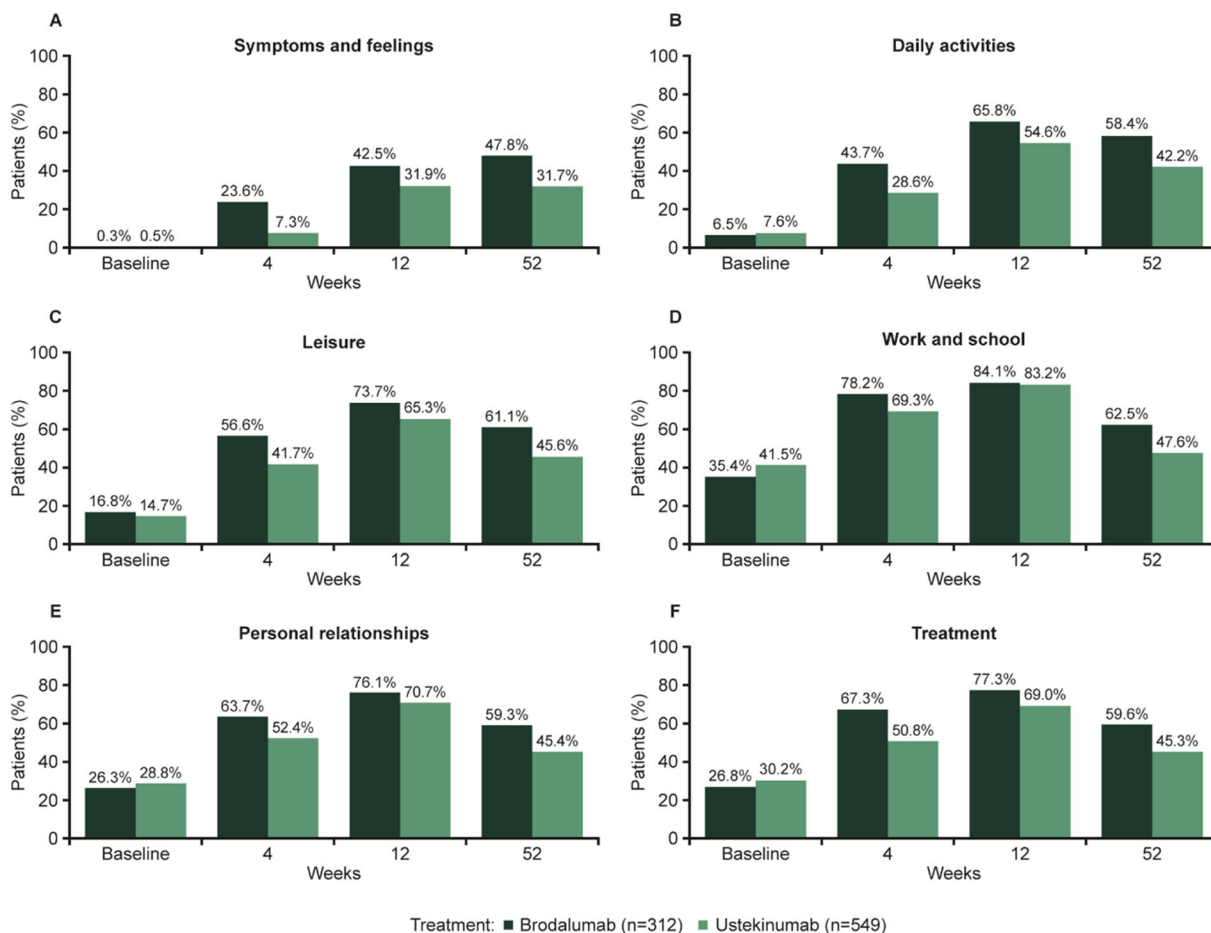 A
Symptoms and feelings
Patients (%)
100
80
60
40
20
0
0.3% 0.5%
23.6%
7.3%
42.5%
31.9%
47.8%
31.7%
Baseline 4 12 52
Weeks
B
Daily activities
Patients (%)
100
80
60
40
20
0
6.5% 7.6%
43.7%
28.6%
65.8%
54.6%
58.4%
42.2%
Baseline 4 12 52
Weeks
C
Leisure
Patients (%)
100
80
60
40
20
0
16.8% 14.7%
56.6%
41.7%
73.7%
65.3%
61.1%
45.6%
Baseline 4 12 52
Weeks
D
Work and school
Patients (%)
100
80
60
40
20
0
35.4% 41.5%
78.2%
69.3%
84.1% 83.2%
62.5%
47.6%
Baseline 4 12 52
Weeks
E
Personal relationships
Patients (%)
100
80
60
40
20
0
26.3% 28.8%
63.7%
52.4%
76.1%
70.7%
59.3%
45.4%
Baseline 4 12 52
Weeks
F
Treatment
Patients (%)
100
80
60
40
20
0
26.8% 30.2%
67.3%
50.8%
77.3%
69.0%
59.6%
45.3%
Baseline 4 12 52
Weeks
Treatment: Brodalumab (n=312) Ustekinumab (n=549)